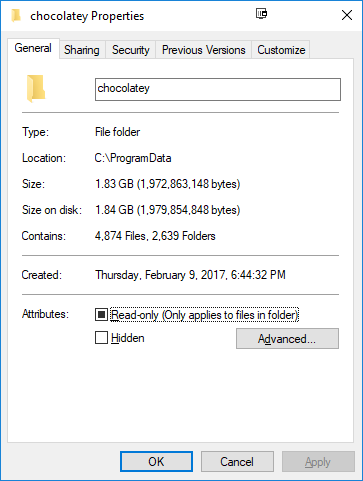 chocolatey Properties
General Sharing Security Previous Versions Customize
chocolatey
Type: File folder
Location: C:\ProgramData
Size: 1.83 GB (1,972,863,148 bytes)
Size on disk: 1.84 GB (1,979,854,848 bytes)
Contains: 4,874 Files, 2,639 Folders
Created: Thursday, February 9, 2017, 6:44:32 PM
Attributes: Read-only (Only applies to files in folder)
Hidden Advanced...
OK Cancel Apply